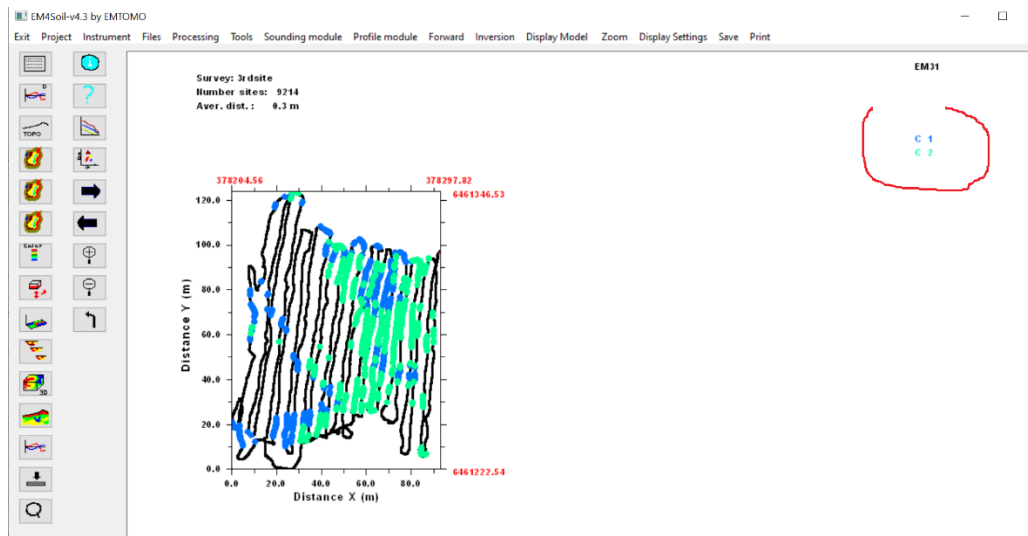 EM4Soil-v4.3 by EMTOMO
Exit Project Instrument Files Processing Tools Sounding module Profile module Forward Inversion Display Model Zoom Display Settings Save Print
EM31
Survey: 3rdsite
Number sites: 9214
Aver. dist.: 0.3 m
C 1
C 2
D
?
TOPO
378204.56 378297.82
6461346.53
120.0
100.0
80.0
60.0
40.0
20.0
0.0
Distance Y (m)
6461222.54
0.0 20.0 40.0 60.0 80.0
Distance X (m)
3D